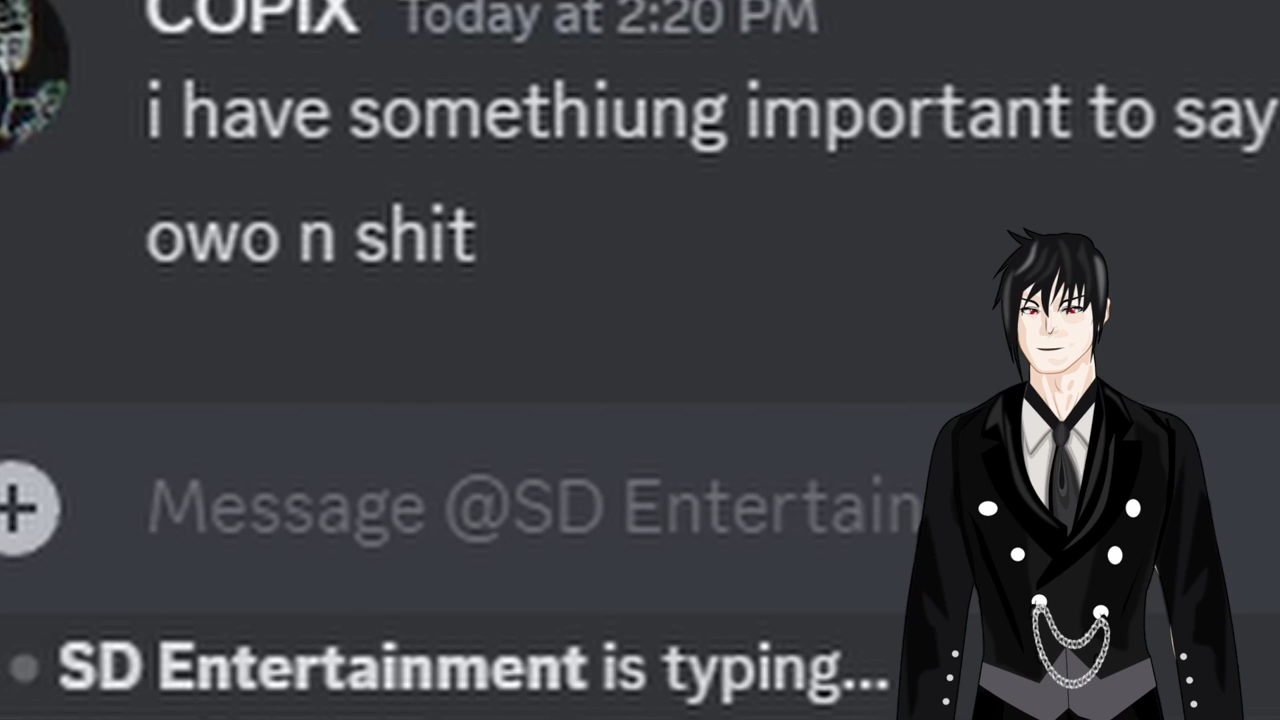 COPIX Today at 2:20 PM
i have somethiung important to say
owo n shit
Message @SD Entertain
SD Entertainment is typing...